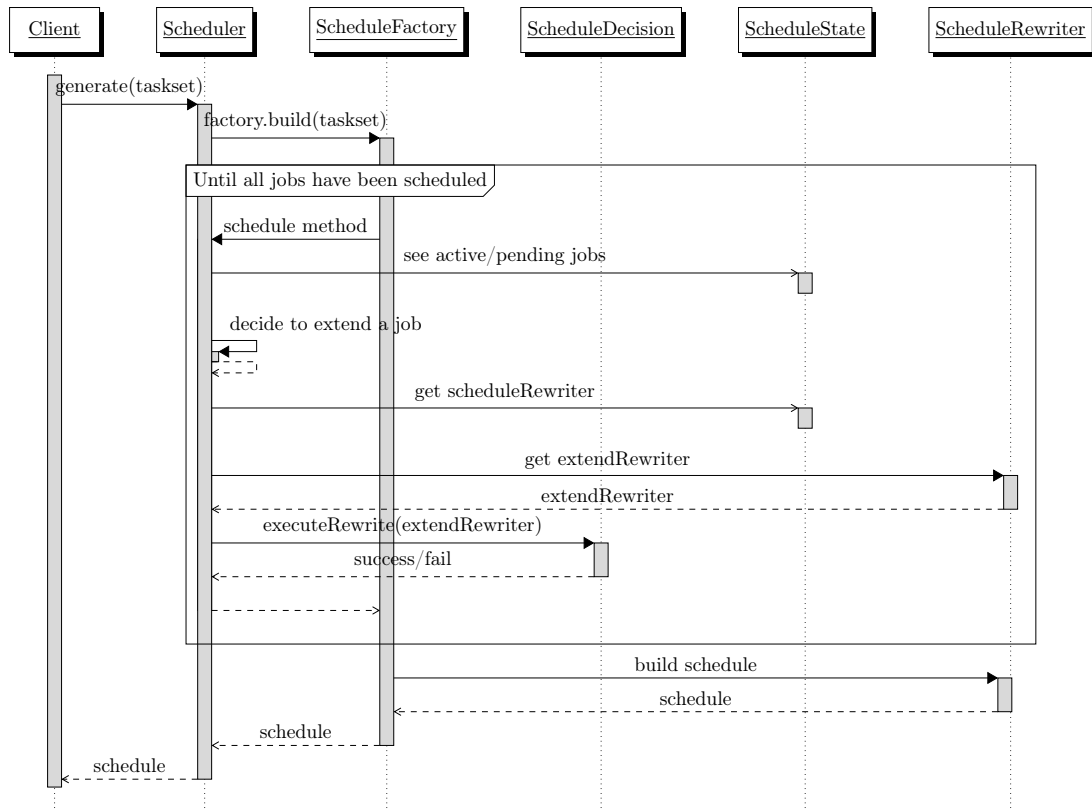 Client
Scheduler
ScheduleFactory
ScheduleDecision
ScheduleState
ScheduleRewriter
generate(taskset)
factory.build(taskset)
Until all jobs have been scheduled
schedule method
see active/pending jobs
decide to extend a job
get scheduleRewriter
get extendRewriter
extendRewriter
executeRewrite(extendRewriter)
success/fail
build schedule
schedule
schedule
schedule